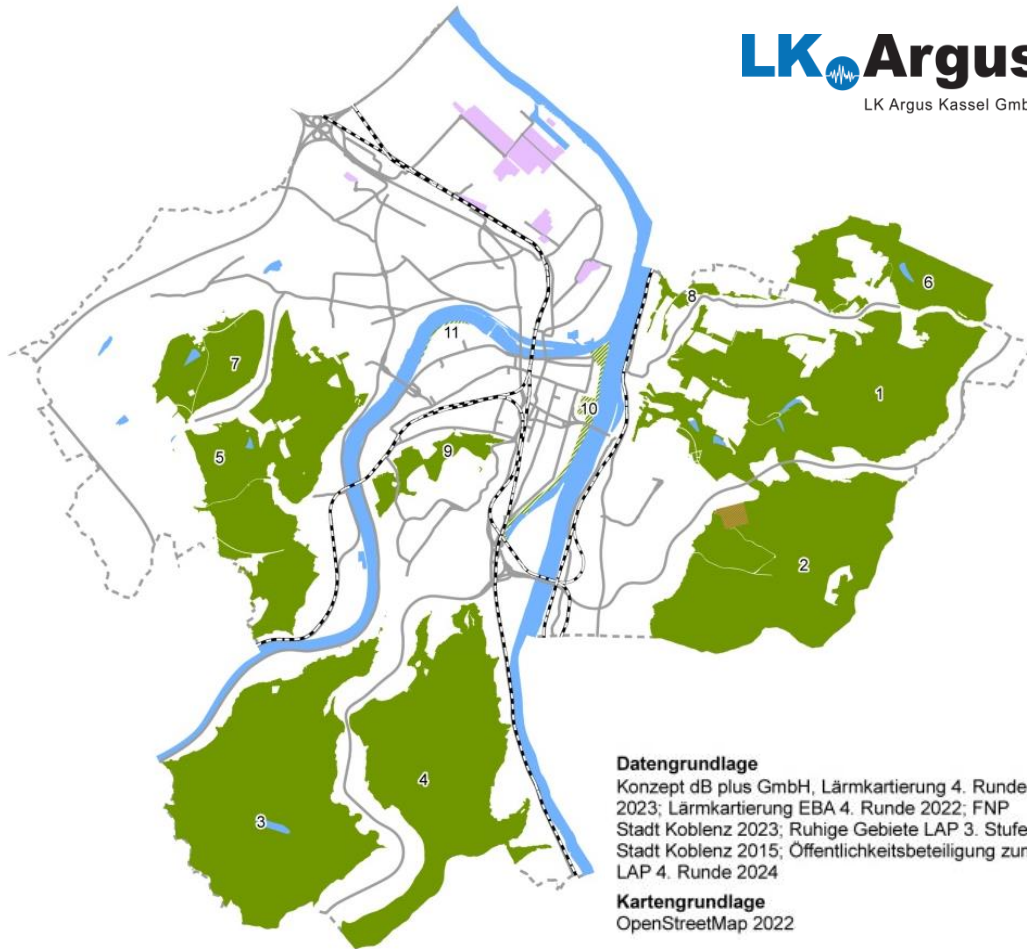 LK Argus
LK Argus Kassel Gmb
6
8
11
7
1
10
9
5
2
4
3
Datengrundlage
Konzept dB plus GmbH, Lärmkartierung 4. Runde
2023; Lärmkartierung EBA 4. Runde 2022; FNP
Stadt Koblenz 2023; Ruhige Gebiete LAP 3. Stufe
Stadt Koblenz 2015; Öffentlichkeitsbeteiligung zum
LAP 4. Runde 2024
Kartengrundlage
OpenStreetMap 2022